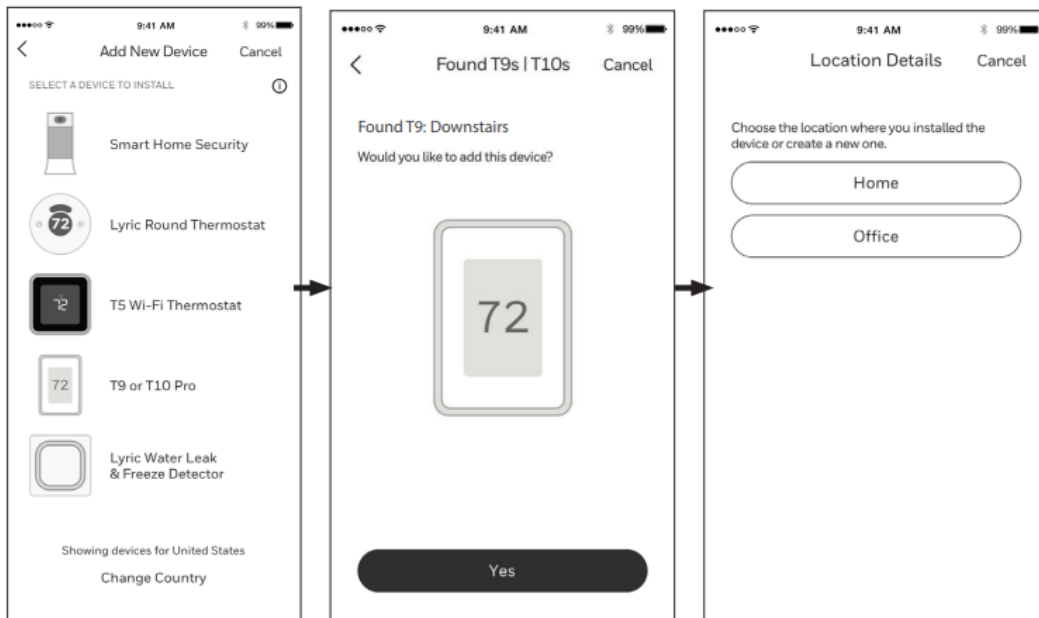 9:41 AM
99%
Add New Device
Cancel
SELECT A DEVICE TO INSTALL
Smart Home Security
72
Lyric Round Thermostat
72
T5 Wi-Fi Thermostat
72
T9 or T10 Pro
Lyric Water Leak
& Freeze Detector
Showing devices for United States
Change Country
9:41 AM
99%
Found T9s | T10s
Cancel
Found T9: Downstairs
Would you like to add this device?
72
Yes
9:41 AM
99%
Location Details
Cancel
Choose the location where you installed the
device or create a new one.
Home
Office